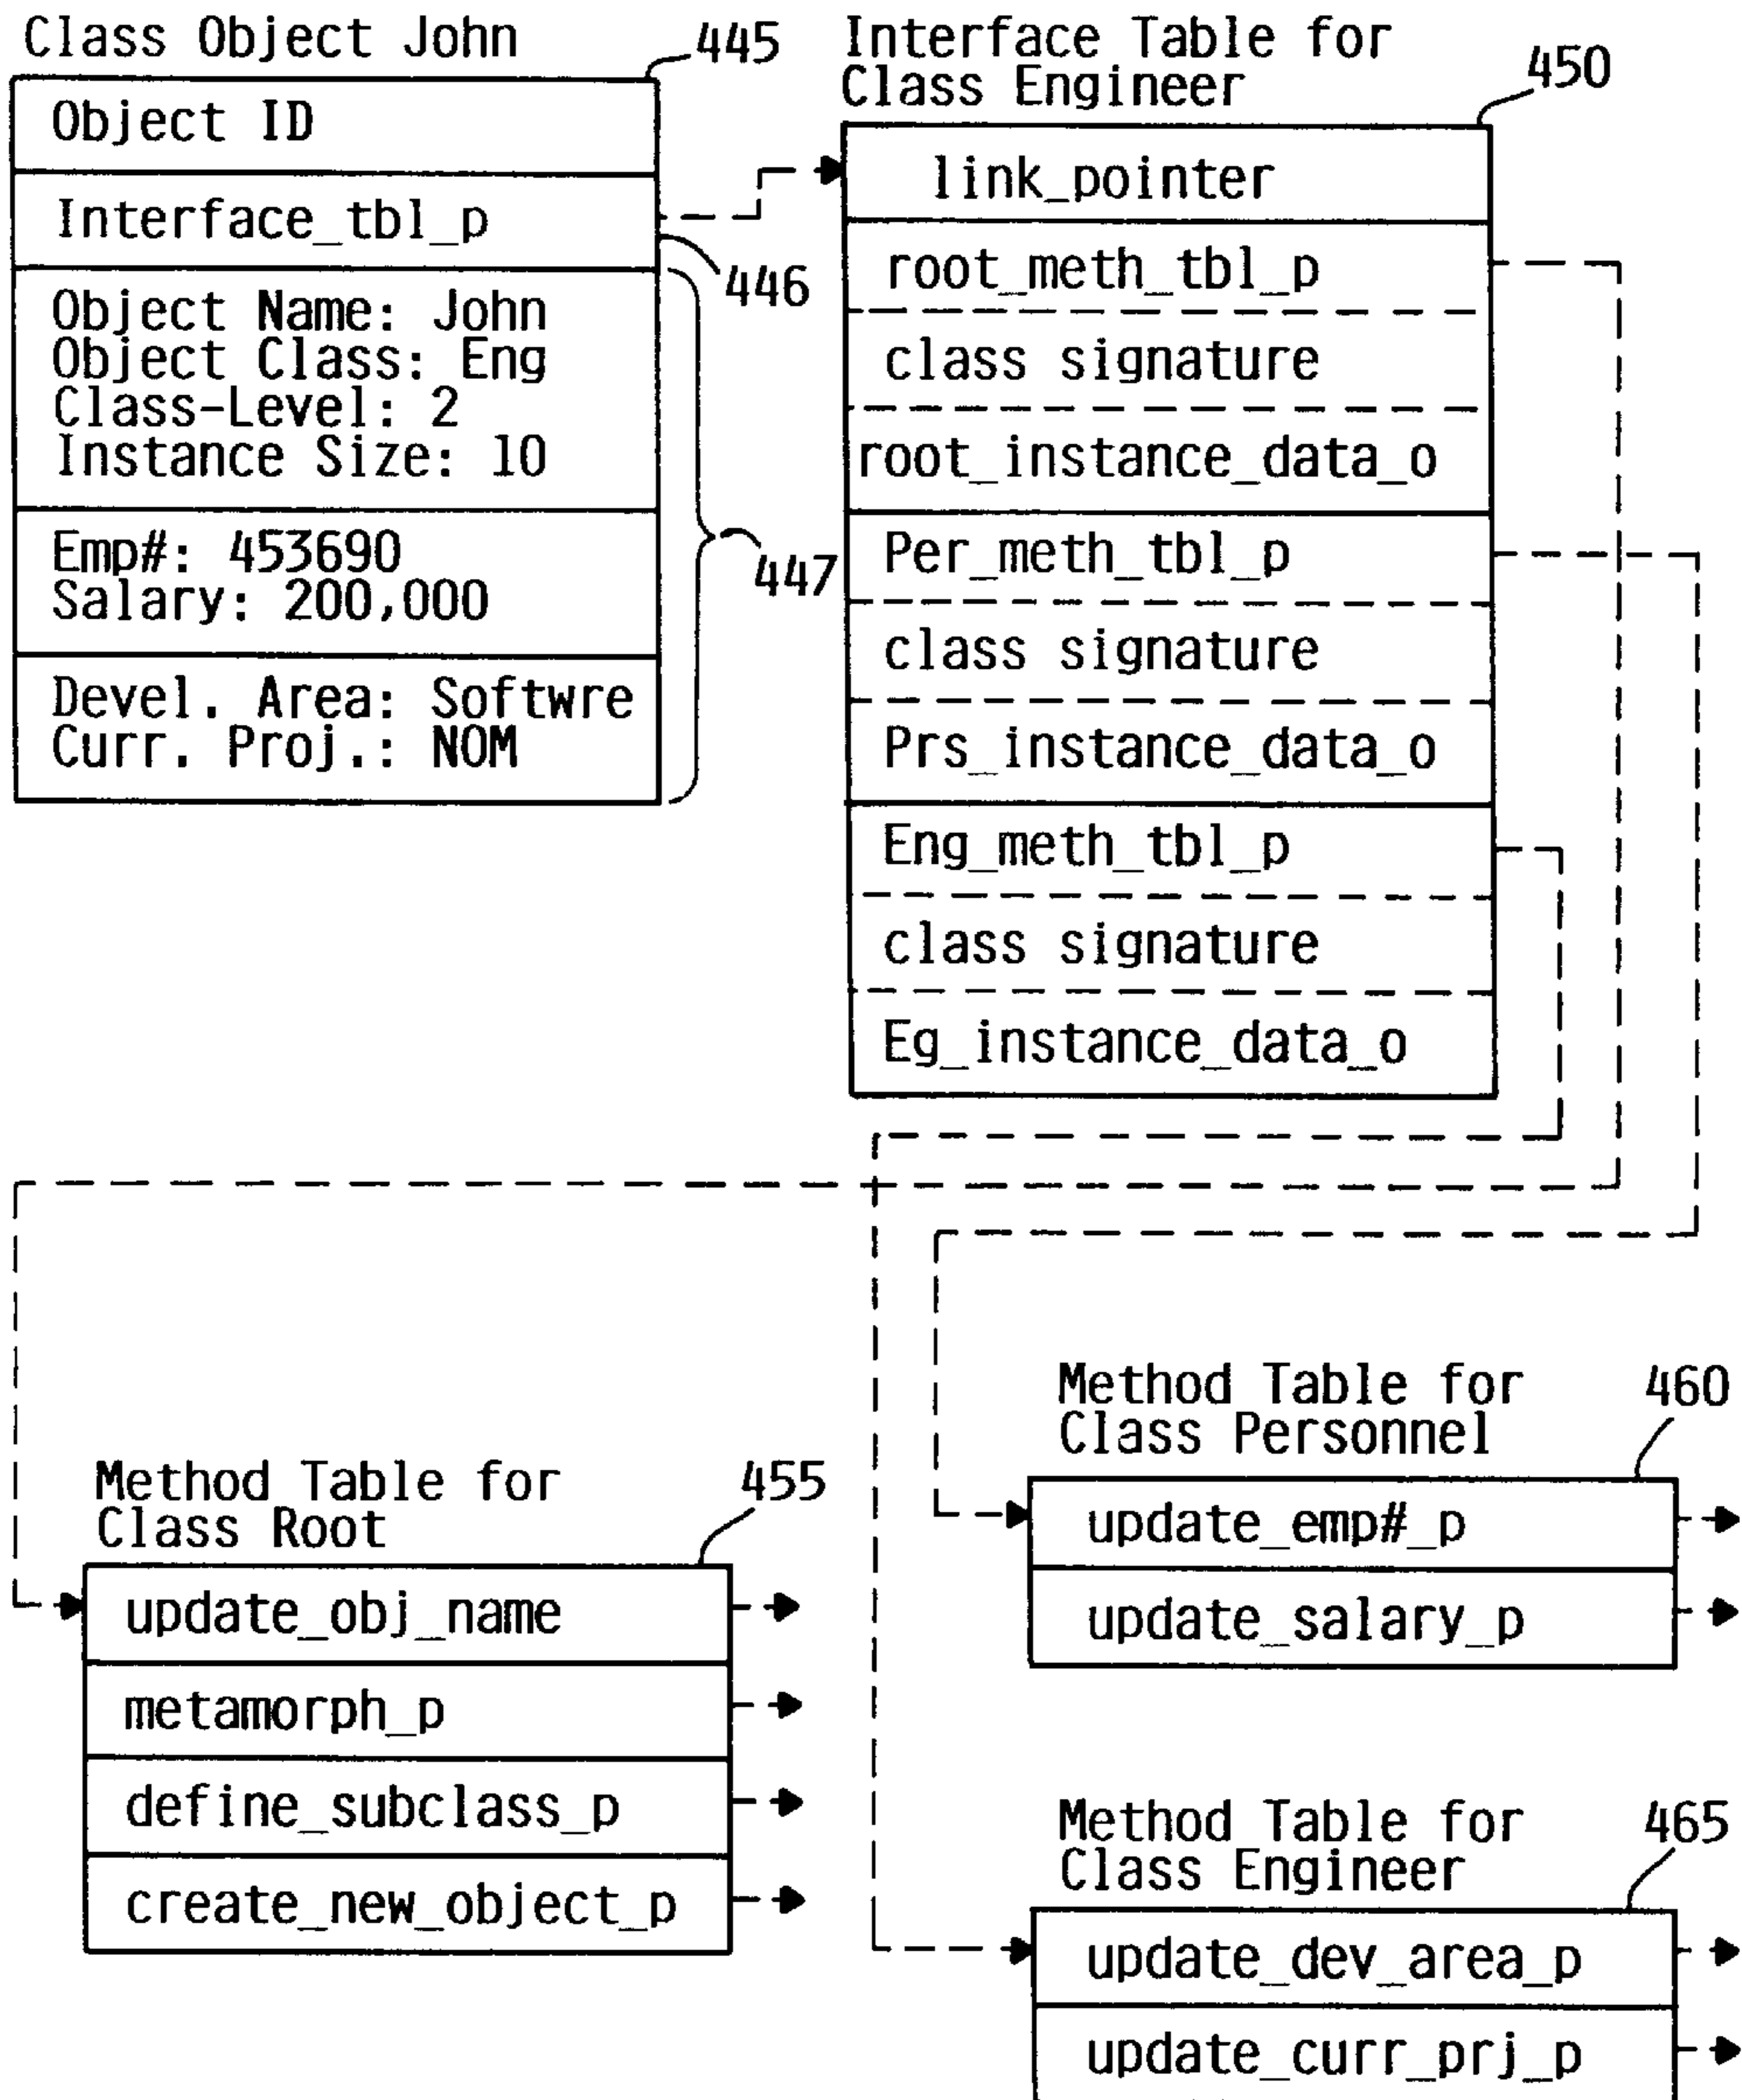 Class Object John
445
Object ID
Interface_tbl_p
446
Object Name: John
Object Class: Eng
Class-Level: 2
Instance Size: 10
Emp#: 453690
Salary: 200,000
447
Devel. Area: Softwre
Curr. Proj.: NOM
Interface Table for
Class Engineer
450
link_pointer
root_meth_tbl_p
class signature
root_instance_data_o
Per_meth_tbl_p
class signature
Prs_instance_data_o
Eng_meth_tbl_p
class signature
Eg_instance_data_o
Method Table for
Class Root
455
update_obj_name
metamorph_p
define_subclass_p
create_new_object_p
Method Table for
Class Personnel
460
update_emp#_p
update_salary_p
Method Table for
Class Engineer
465
update_dev_area_p
update_curr_prj_p